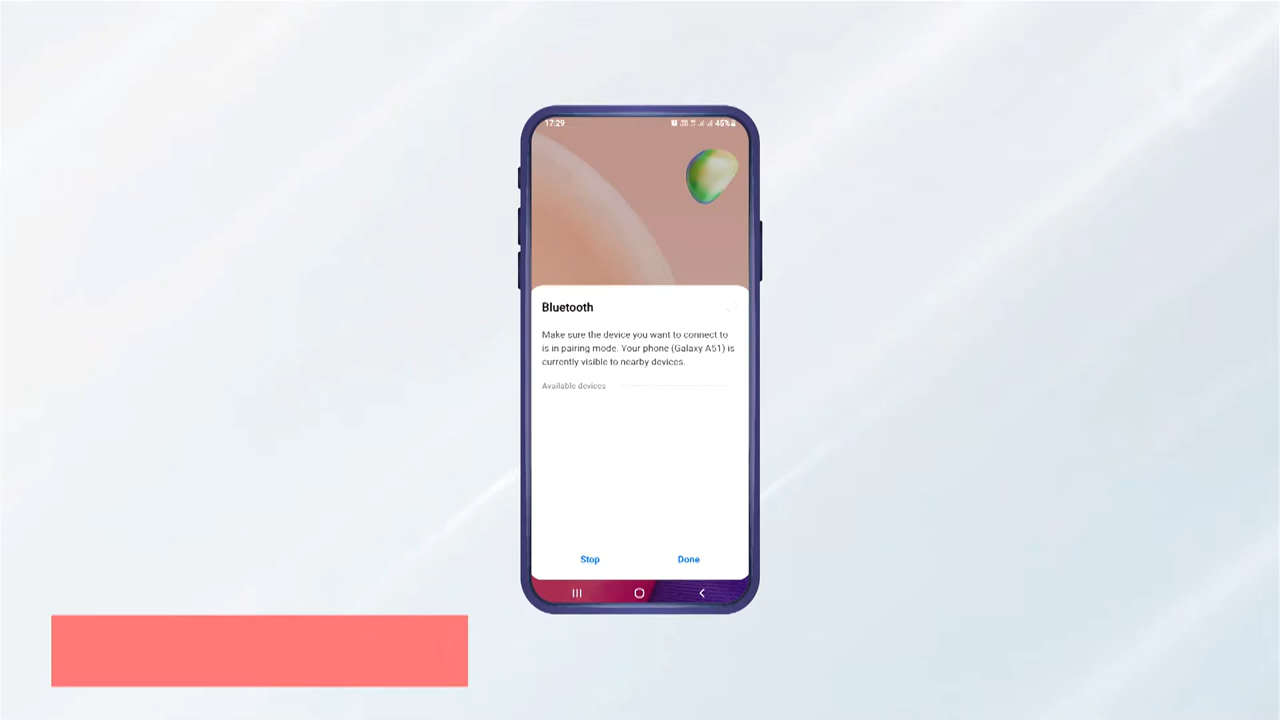 17:29
45%
Bluetooth
Make sure the device you want to connect to
is in pairing mode. Your phone (Galaxy A51) is
currently visible to nearby devices.
Available devices
Stop
Done